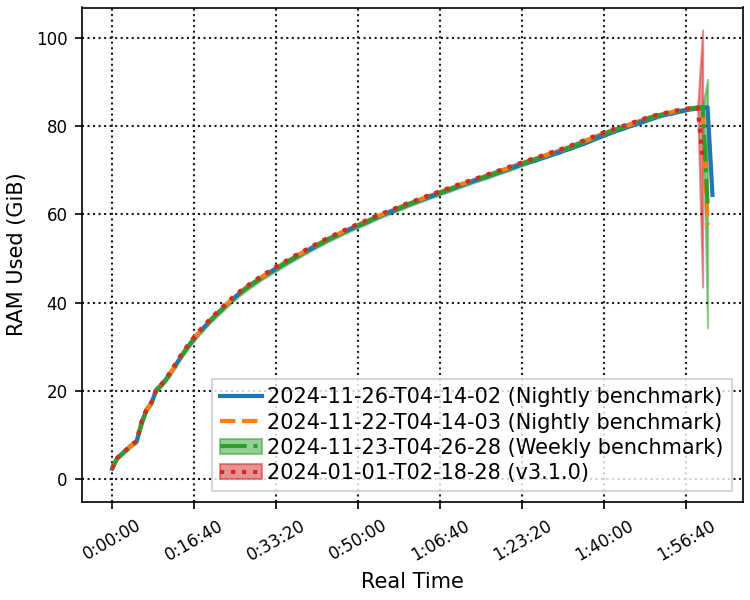 100
80
60
40
20
0
RAM Used (GiB)
2024-11-26-T04-14-02 (Nightly benchmark)
2024-11-22-T04-14-03 (Nightly benchmark)
2024-11-23-T04-26-28 (Weekly benchmark)
2024-01-01-T02-18-28 (v3.1.0)
0:00:00 0:16:40 0:33:20 0:50:00 1:06:40 1:23:20 1:40:00 1:56:40
Real Time